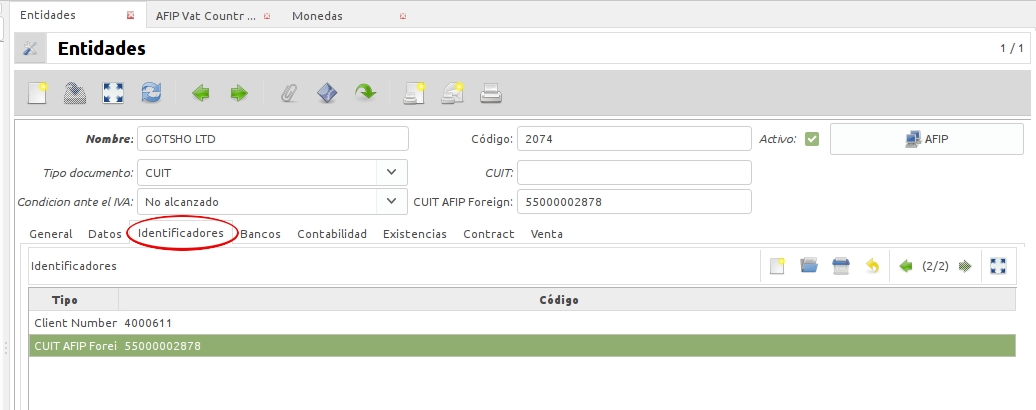 Entidades AFIP Vat Countr ... Monedas
Entidades 1 / 1
Nombre: GOTSHO LTD Código: 2074 Activo: AFIP
Tipo documento: CUIT CUIT:
Condicion ante el IVA: No alcanzado CUIT AFIP Foreign: 55000002878
General Datos Identificadores Bancos Contabilidad Existencias Contract Venta
Identificadores (2/2)
Tipo Código
Client Number 4000611
CUIT AFIP Forei 55000002878